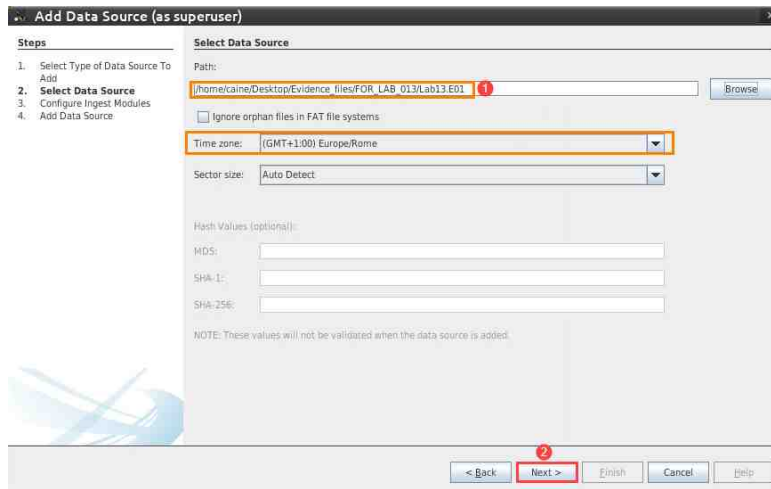 Add Data Source (as superuser)
Steps
1. Select Type of Data Source To
Add
2. Select Data Source
3. Configure Ingest Modules
4. Add Data Source
Select Data Source
Path:
/home/caine/Desktop/Evidence_files/FOR_LAB_013/Lab13.E01
1
Browse
Ignore orphan files in FAT file systems
Time zone: (GMT+1:00) Europe/Rome
Sector size: Auto Detect
Hash Values (optional):
MD5:
SHA-1:
SHA-256:
NOTE: These values will not be validated when the data source is added.
2
< Back Next > Finish Cancel Help